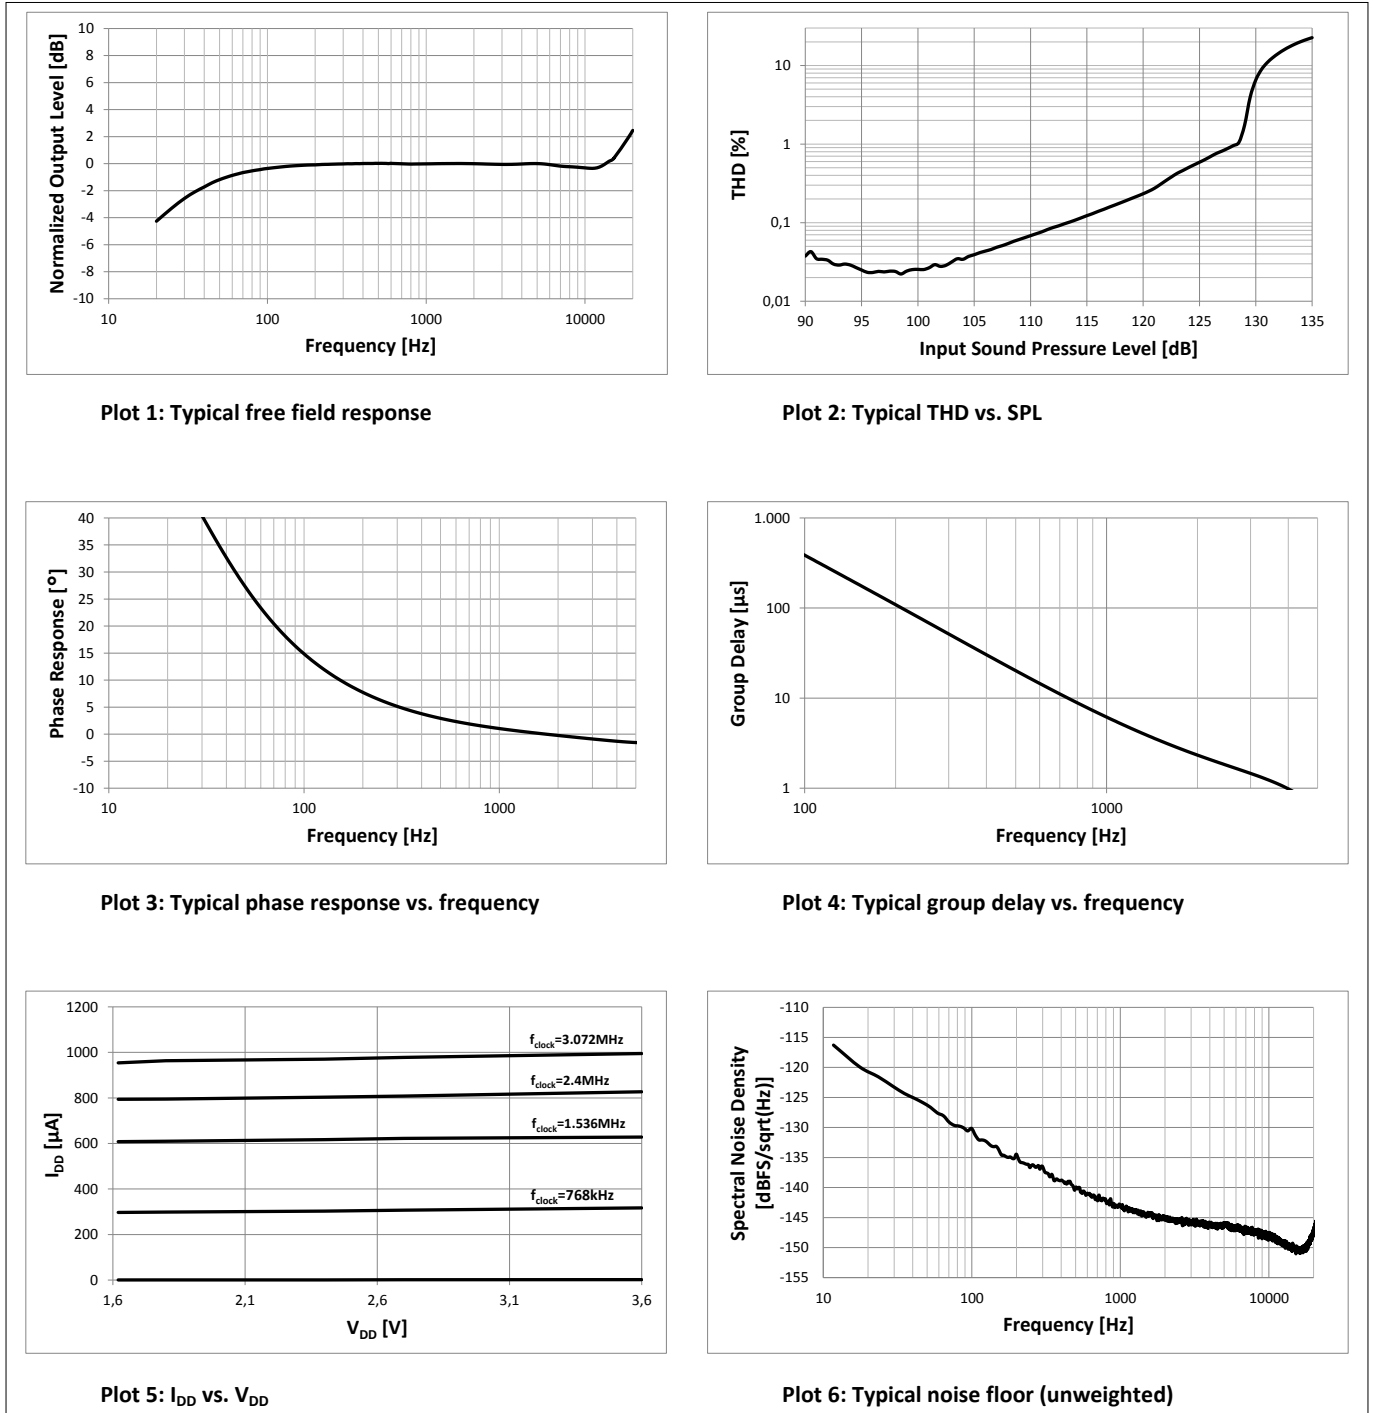 10
8
6
4
2
0
-2
-4
-6
-8
-10
Normalized Output Level [dB]
10 100 1000 10000
Frequency [Hz]
Plot 1: Typical free field response
10
1
0,1
0,01
THD [%]
90 95 100 105 110 115 120 125 130 135
Input Sound Pressure Level [dB]
Plot 2: Typical THD vs. SPL
40
35
30
25
20
15
10
5
0
-5
-10
Phase Response [°]
10 100 1000
Frequency [Hz]
Plot 3: Typical phase response vs. frequency
1.000
100
10
1
Group Delay [µs]
100 1000
Frequency [Hz]
Plot 4: Typical group delay vs. frequency
1200
1000
800
600
400
200
0
IDD [µA]
fclock=3.072MHz
fclock=2.4MHz
fclock=1.536MHz
fclock=768kHz
1,6 2,1 2,6 3,1 3,6
VDD [V]
Plot 5: IDD vs. VDD
-110
-115
-120
-125
-130
-135
-140
-145
-150
-155
Spectral Noise Density
[dBFS/sqrt(Hz)]
10 100 1000 10000
Frequency [Hz]
Plot 6: Typical noise floor (unweighted)